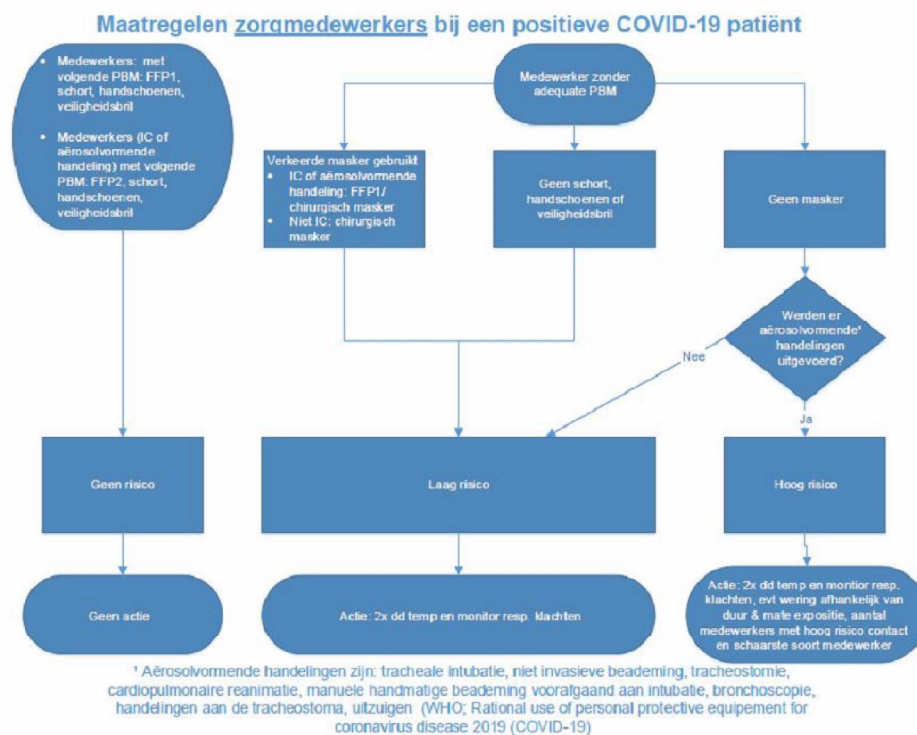 Maatregelen zorgmedewerkers bij een positieve COVID-19 patiënt
• Medewerkers: met
volgende PBM: FFP1,
schort, handschoenen,
veiligheidsbril
• Medewerkers (IC of
aërosolvormende
handeling) met volgende
PBM: FFP2, schort,
handschoenen,
veiligheidsbril
Medewerker zonder
adequate PBM
Verkeerde masker gebruikt
• IC of aërosolvormende
handeling: FFP1/
chirurgisch masker
• Niet IC: chirurgisch
masker
Geen schort,
handschoenen of
veiligheidsbril
Geen masker
Werden er
aërosolvormende¹
handelingen
uitgevoerd?
Nee
Ja
Geen risico
Laag risico
Hoog risico
Geen actie
Actie: 2x dd temp en monitor resp. klachten
Actie: 2x dd temp en montior resp.
klachten, evt wering afhankelijk van
duur & mate expositie, aantal
medewerkers met hoog risico contact
en schaarste soort medewerker
¹ Aërosolvormende handelingen zijn: tracheale intubatie, niet invasieve beademing, tracheostomie,
cardiopulmonaire reanimatie, manuele handmatige beademing voorafgaand aan intubatie, bronchoscopie,
handelingen aan de tracheostoma, uitzuigen (WHO; Rational use of personal protective equipement for
coronavirus disease 2019 (COVID-19)